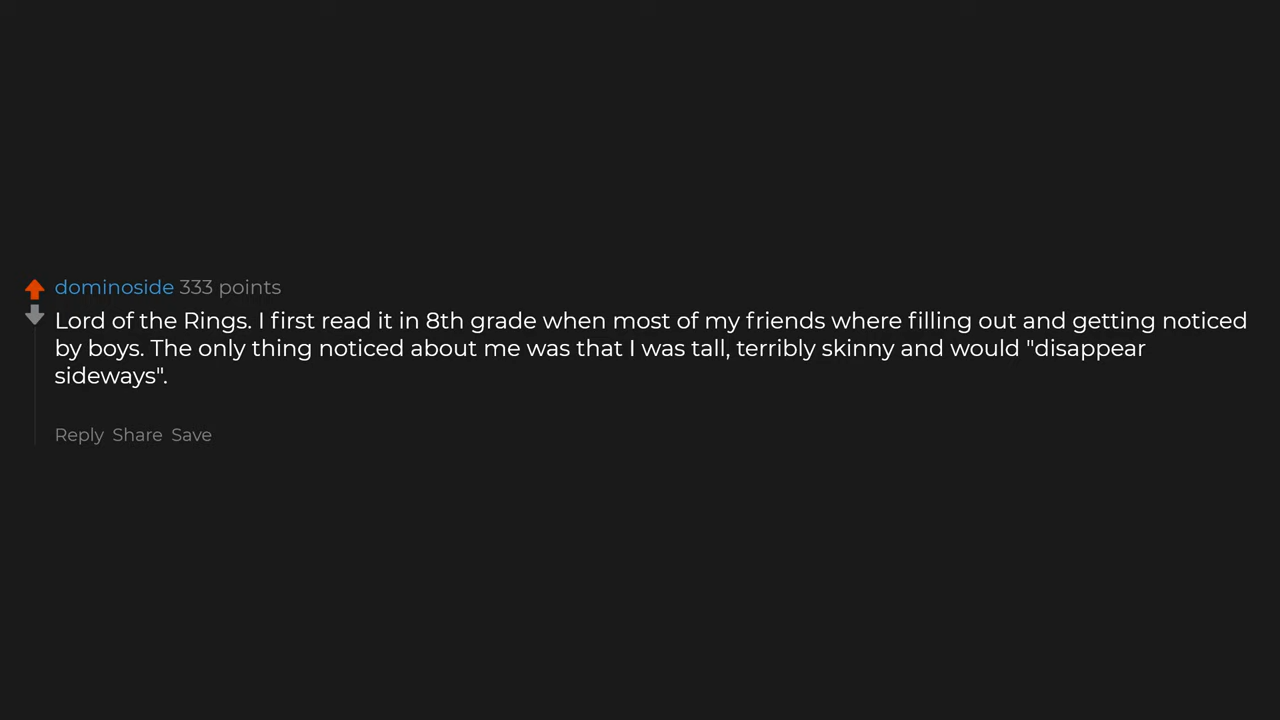 dominoside 333 points
Lord of the Rings. I first read it in 8th grade when most of my friends where filling out and getting noticed
by boys. The only thing noticed about me was that I was tall, terribly skinny and would "disappear
sideways".
Reply Share Save